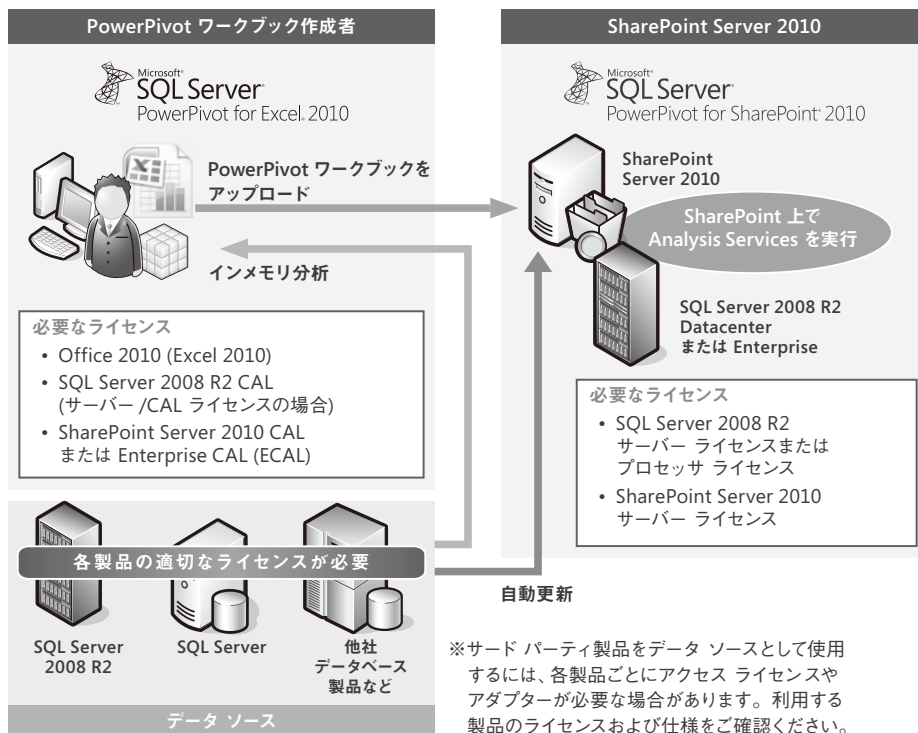 PowerPivot ワークブック作成者
Microsoft®
SQL Server®
PowerPivot for Excel® 2010
PowerPivot ワークブックを
アップロード
インメモリ分析
必要なライセンス
• Office 2010 (Excel 2010)
• SQL Server 2008 R2 CAL
(サーバー /CAL ライセンスの場合)
• SharePoint Server 2010 CAL
または Enterprise CAL (ECAL)
各製品の適切なライセンスが必要
SQL Server
2008 R2
SQL Server
他社
データベース
製品など
データ ソース
SharePoint Server 2010
Microsoft®
SQL Server®
PowerPivot for SharePoint® 2010
SharePoint
Server 2010
SharePoint 上で
Analysis Services を実行
SQL Server 2008 R2
Datacenter
または Enterprise
必要なライセンス
• SQL Server 2008 R2
サーバー ライセンスまたは
プロセッサ ライセンス
• SharePoint Server 2010
サーバー ライセンス
自動更新
※サード パーティ製品をデータ ソースとして使用
するには、各製品ごとにアクセス ライセンスや
アダプターが必要な場合があります。利用する
製品のライセンスおよび仕様をご確認ください。